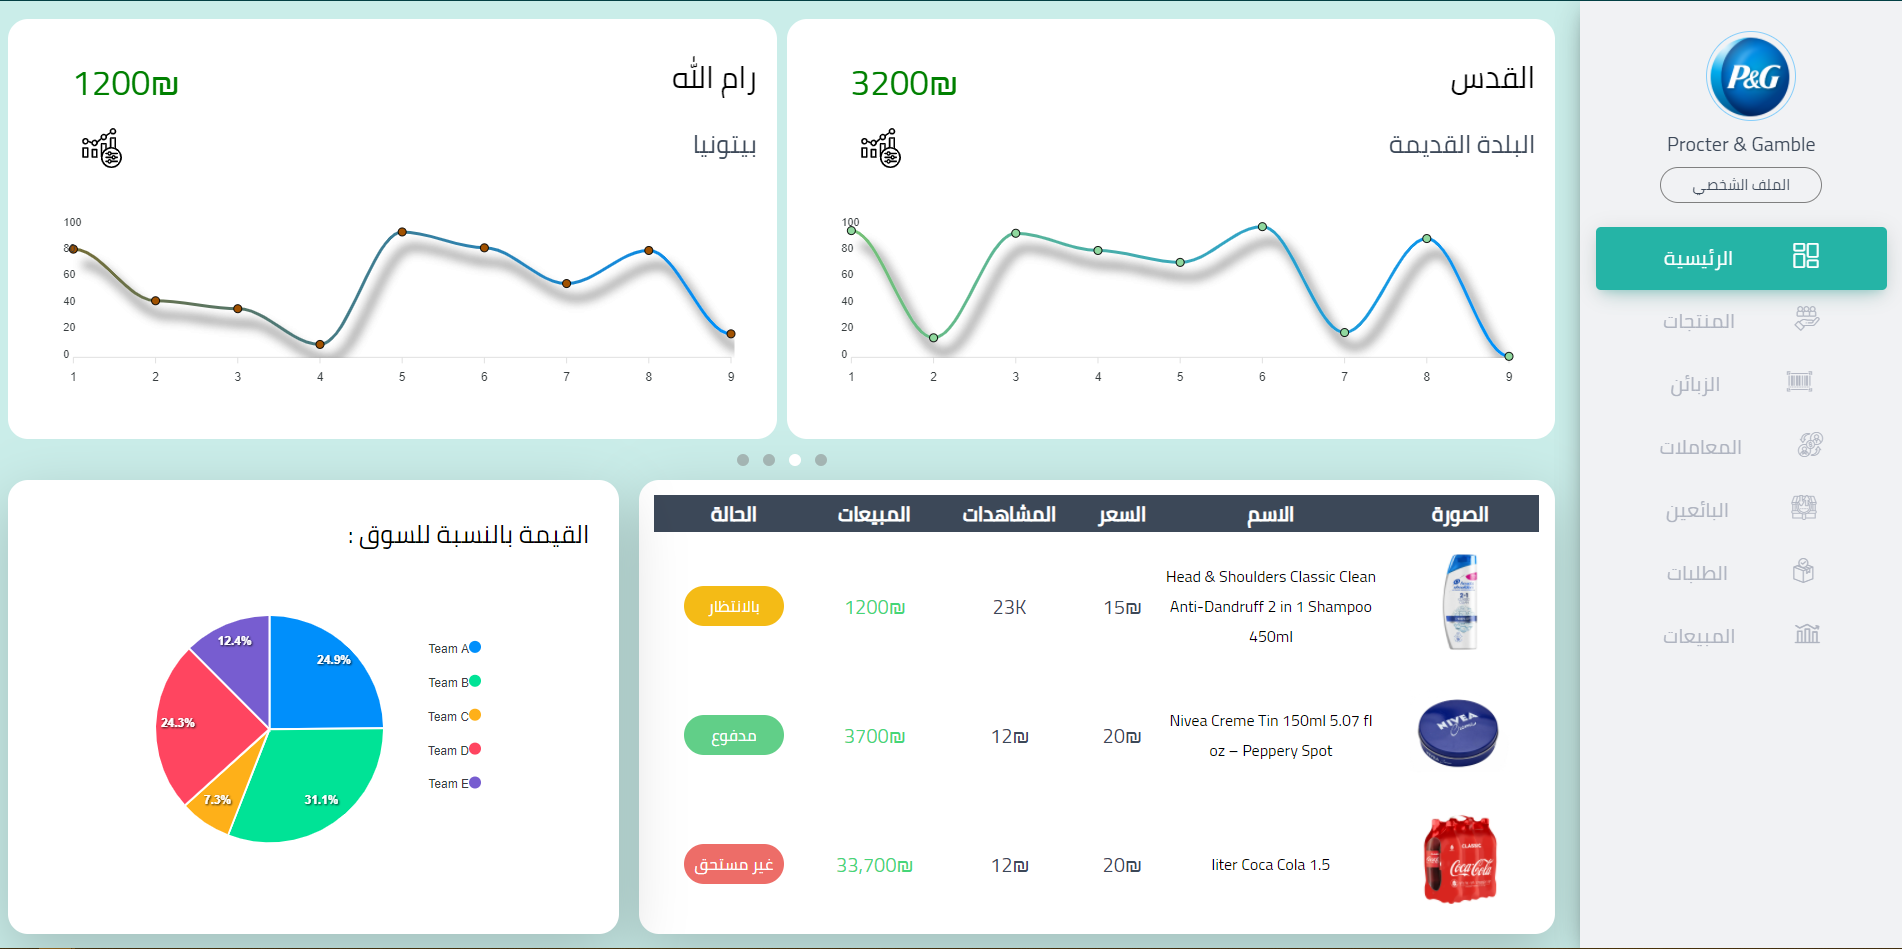 P&G
Procter & Gamble
الملف الشخصي
الرئيسية
المنتجات
الزبائن
المعاملات
البائعين
الطلبات
المبيعات
القدس
3200₪
البلدة القديمة
100
80
60
40
20
0
1 2 3 4 5 6 7 8 9
رام الله
1200₪
بيتونيا
100
80
60
40
20
0
1 2 3 4 5 6 7 8 9
الصورة الاسم السعر المشاهدات المبيعات الحالة
Head & Shoulders Classic Clean
Anti-Dandruff 2 in 1 Shampoo
450ml
15₪ 23K 1200₪ بالانتظار
NIVEA
Creme
Nivea Creme Tin 150ml 5.07 fl
oz – Peppery Spot
20₪ 12₪ 3700₪ مدفوع
CLASSIC
Coca-Cola
liter Coca Cola 1.5
20₪ 12₪ 33,700₪ غير مستحق
القيمة بالنسبة للسوق :
24.9%
31.1%
7.3%
24.3%
12.4%
Team A
Team B
Team C
Team D
Team E